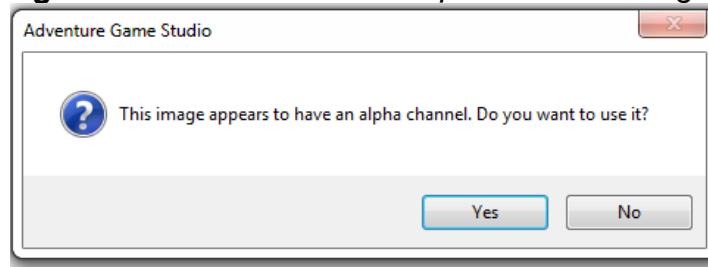 Adventure Game Studio
This image appears to have an alpha channel. Do you want to use it?
Yes
No